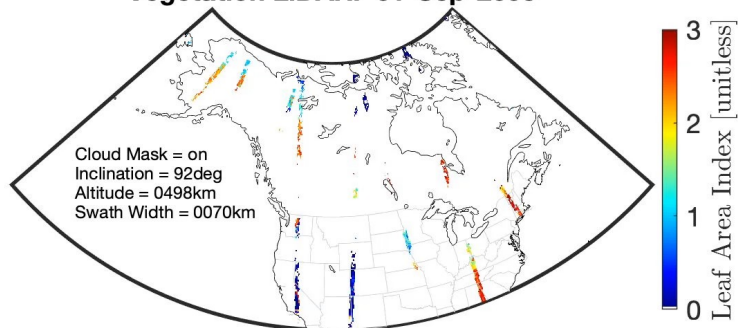 Cloud Mask = on
Inclination = 92deg
Altitude = 0498km
Swath Width = 0070km
3
2
1
0
Leaf Area Index [unitless]